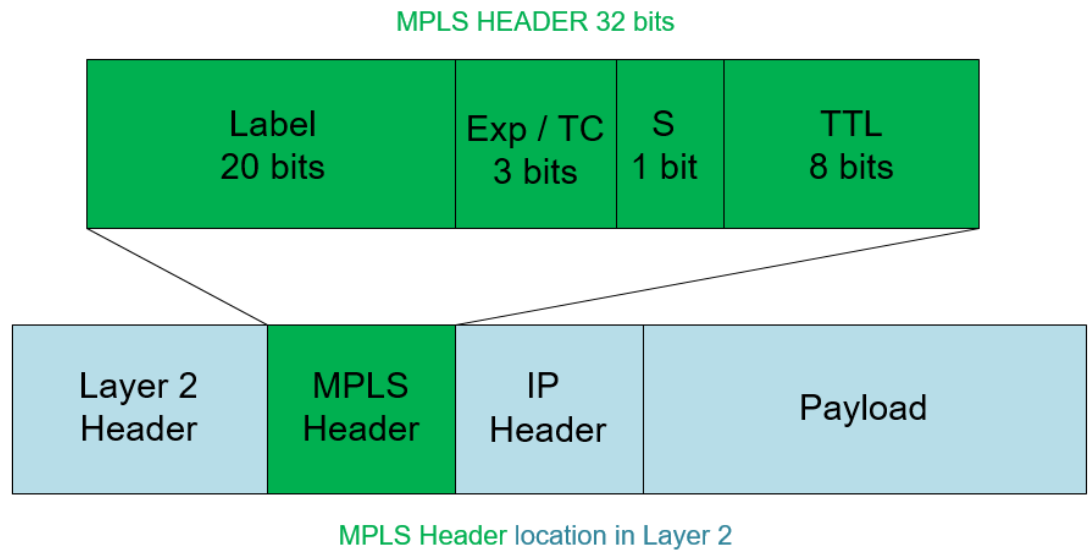 MPLS HEADER 32 bits
Label
20 bits
Exp / TC
3 bits
S
1 bit
TTL
8 bits
Layer 2
Header
MPLS
Header
IP
Header
Payload
MPLS Header location in Layer 2